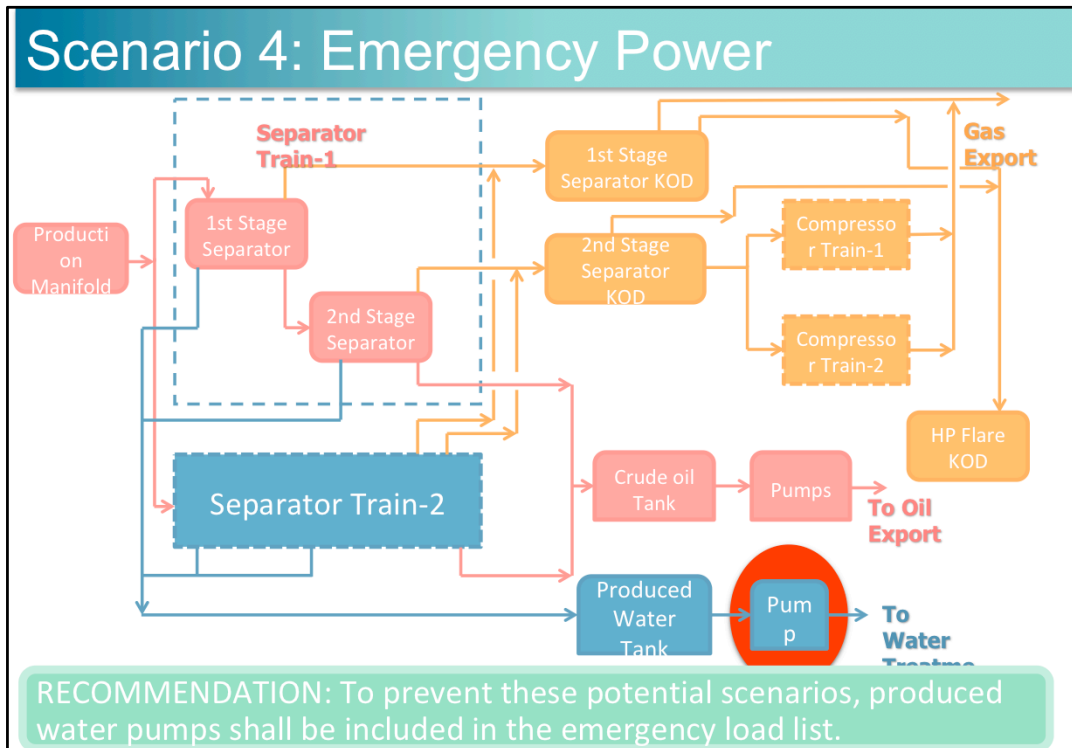 Scenario 4: Emergency Power
Separator
Train-1
1st Stage
Separator KOD
Gas
Export
1st Stage
Separator
Compresso
r Train-1
Producti
on
Manifold
2nd Stage
Separator
KOD
2nd Stage
Separator
Compresso
r Train-2
HP Flare
KOD
Separator Train-2
Crude oil
Tank
Pumps
To Oil
Export
Produced
Water
Tank
Pum
p
To
Water
Treatme
RECOMMENDATION: To prevent these potential scenarios, produced
water pumps shall be included in the emergency load list.